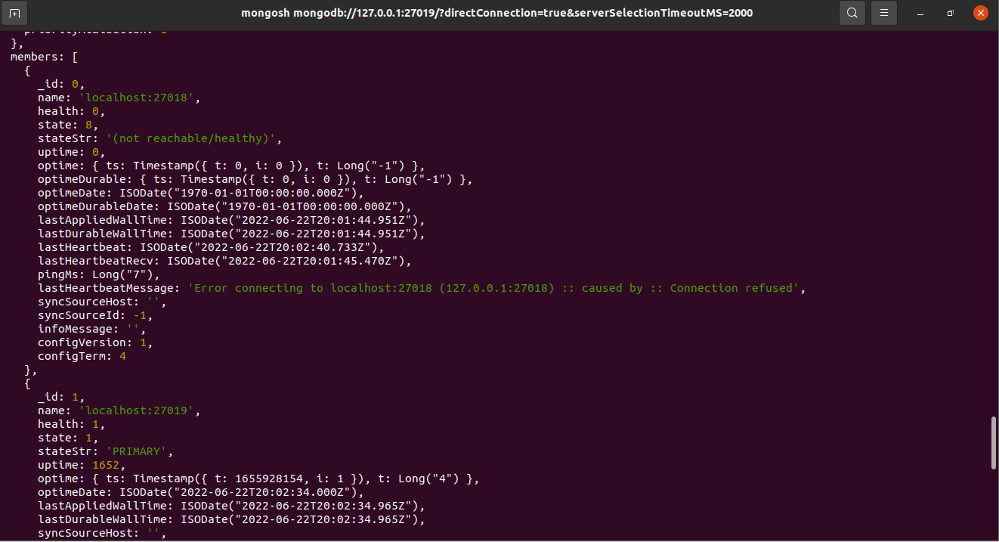 mongosh mongodb://127.0.0.1:27019/?directConnection=true&serverSelectionTimeoutMS=2000
priorityAtElection: 1
},
members: [
{
_id: 0,
name: 'localhost:27018',
health: 0,
state: 8,
stateStr: '(not reachable/healthy)',
uptime: 0,
optime: { ts: Timestamp({ t: 0, i: 0 }), t: Long("-1") },
optimeDurable: { ts: Timestamp({ t: 0, i: 0 }), t: Long("-1") },
optimeDate: ISODate("1970-01-01T00:00:00.000Z"),
optimeDurableDate: ISODate("1970-01-01T00:00:00.000Z"),
lastAppliedWallTime: ISODate("2022-06-22T20:01:44.951Z"),
lastDurableWallTime: ISODate("2022-06-22T20:01:44.951Z"),
lastHeartbeat: ISODate("2022-06-22T20:02:40.733Z"),
lastHeartbeatRecv: ISODate("2022-06-22T20:01:45.470Z"),
pingMs: Long("7"),
lastHeartbeatMessage: 'Error connecting to localhost:27018 (127.0.0.1:27018) :: caused by :: Connection refused',
syncSourceHost: '',
syncSourceId: -1,
infoMessage: '',
configVersion: 1,
configTerm: 4
},
{
_id: 1,
name: 'localhost:27019',
health: 1,
state: 1,
stateStr: 'PRIMARY',
uptime: 1652,
optime: { ts: Timestamp({ t: 1655928154, i: 1 }), t: Long("4") },
optimeDate: ISODate("2022-06-22T20:02:34.000Z"),
lastAppliedWallTime: ISODate("2022-06-22T20:02:34.965Z"),
lastDurableWallTime: ISODate("2022-06-22T20:02:34.965Z"),
syncSourceHost: '',